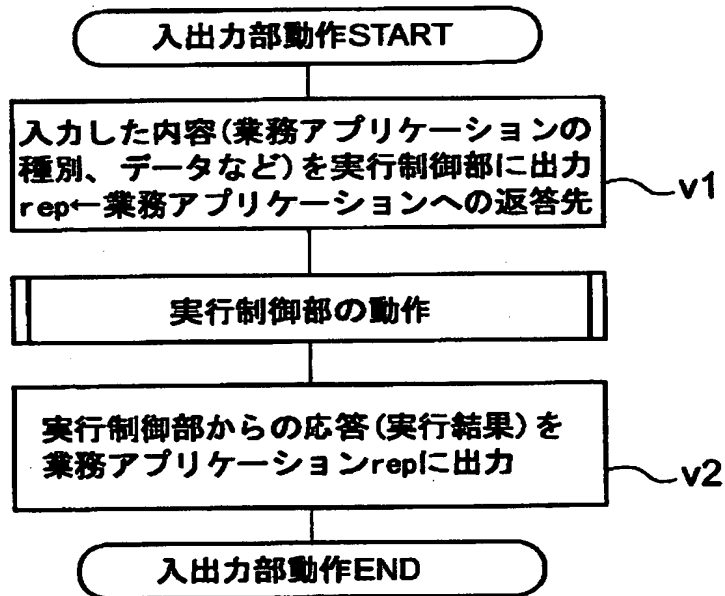 入出力部動作START
入力した内容(業務アプリケーションの
種別、データなど)を実行制御部に出力
rep←業務アプリケーションへの返答先
v1
実行制御部の動作
実行制御部からの応答(実行結果)を
業務アプリケーションrepに出力
v2
入出力部動作END